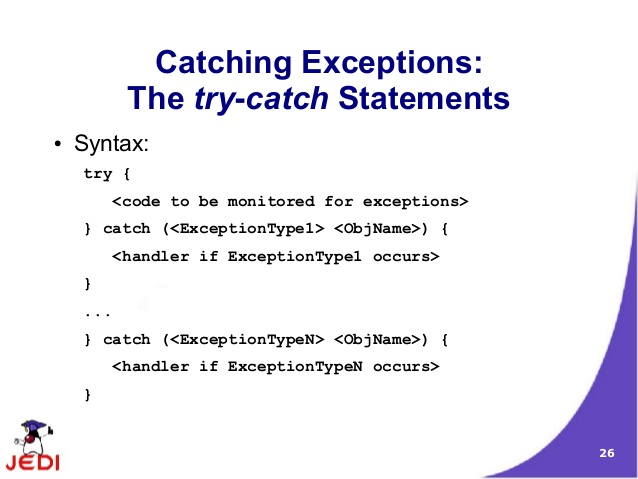 Catching Exceptions:
The try-catch Statements
• Syntax:
try {
<code to be monitored for exceptions>
} catch (<ExceptionType1> <ObjName>) {
<handler if ExceptionType1 occurs>
}
...
} catch (<ExceptionTypeN> <ObjName>) {
<handler if ExceptionTypeN occurs>
}
JEDI
26